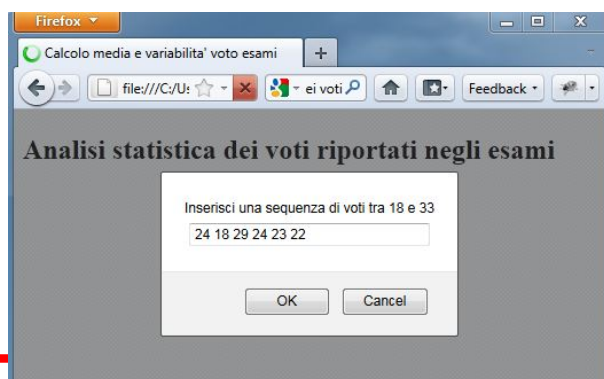 Firefox
Calcolo media e variabilita' voto esami
file:///C:/U:
ei voti
Feedback
Analisi statistica dei voti riportati negli esami
Inserisci una sequenza di voti tra 18 e 33
24 18 29 24 23 22
OK Cancel